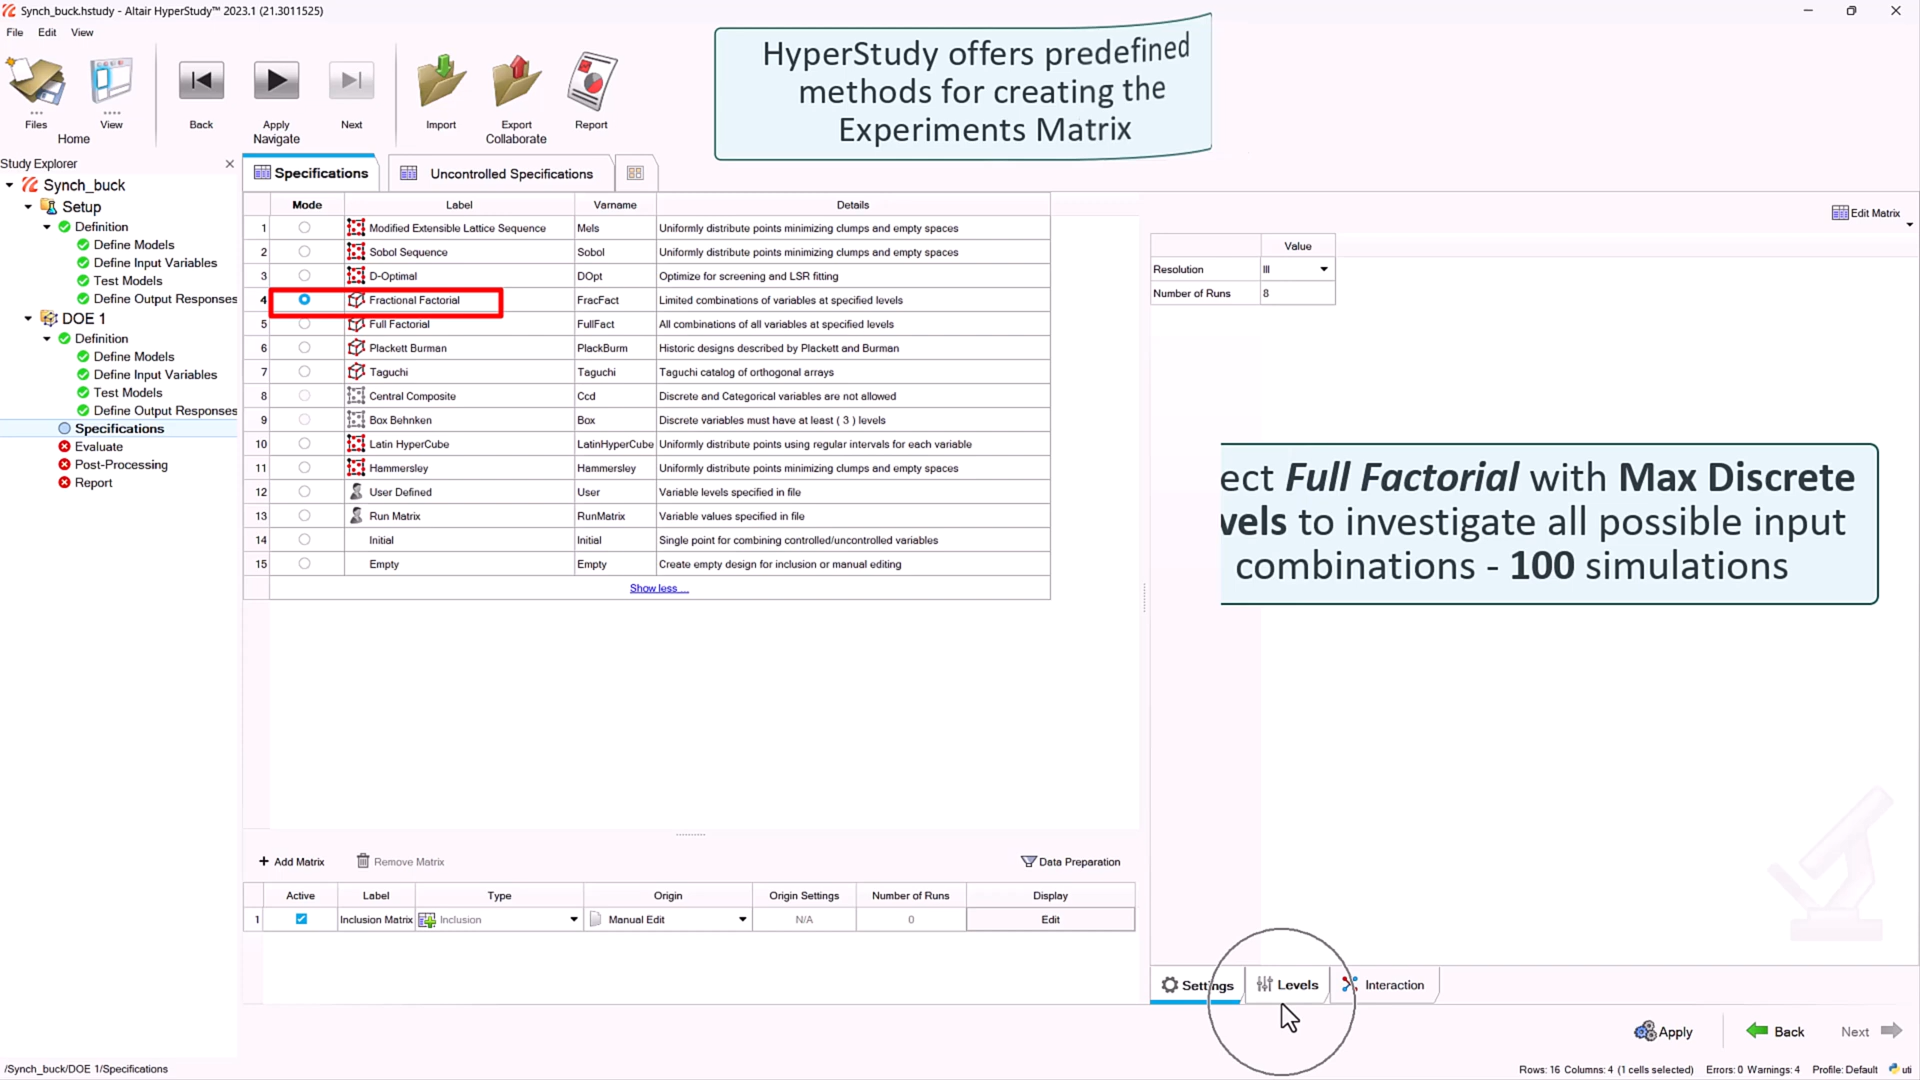 Synch_buck.hstudy - Altair HyperStudy™ 2023.1 (21.3011525)
File Edit View
HyperStudy offers predefined
methods for creating the
Experiments Matrix
Files View Back Apply Next Import Export Report
Home Navigate Collaborate
Study Explorer
Synch_buck
Setup
Definition
Define Models
Define Input Variables
Test Models
Define Output Responses
DOE 1
Definition
Define Models
Define Input Variables
Test Models
Define Output Responses
Specifications
Evaluate
Post-Processing
Report
Specifications Uncontrolled Specifications
Mode Label Varname Details
1 Modified Extensible Lattice Sequence Mels Uniformly distribute points minimizing clumps and empty spaces
2 Sobol Sequence Sobol Uniformly distribute points minimizing clumps and empty spaces
3 D-Optimal DOpt Optimize for screening and LSR fitting
4 Fractional Factorial FracFact Limited combinations of variables at specified levels
5 Full Factorial FullFact All combinations of all variables at specified levels
6 Plackett Burman PlackBurm Historic designs described by Plackett and Burman
7 Taguchi Taguchi Taguchi catalog of orthogonal arrays
8 Central Composite Ccd Discrete and Categorical variables are not allowed
9 Box Behnken Box Discrete variables must have at least ( 3 ) levels
10 Latin HyperCube LatinHyperCube Uniformly distribute points using regular intervals for each variable
11 Hammersley Hammersley Uniformly distribute points minimizing clumps and empty spaces
12 User Defined User Variable levels specified in file
13 Run Matrix RunMatrix Variable values specified in file
14 Initial Initial Single point for combining controlled/uncontrolled variables
15 Empty Empty Create empty design for inclusion or manual editing
Show less ...
Edit Matrix
Value
Resolution III
Number of Runs 8
ect Full Factorial with Max Discrete
vels to investigate all possible input
combinations - 100 simulations
Add Matrix Remove Matrix Data Preparation
Active Label Type Origin Origin Settings Number of Runs Display
1 Inclusion Matrix Inclusion Manual Edit N/A 0 Edit
Settings Levels Interaction
Apply Back Next
/Synch_buck/DOE 1/Specifications
Rows: 16 Columns: 4 (1 cells selected) Errors: 0 Warnings: 4 Profile: Default uti